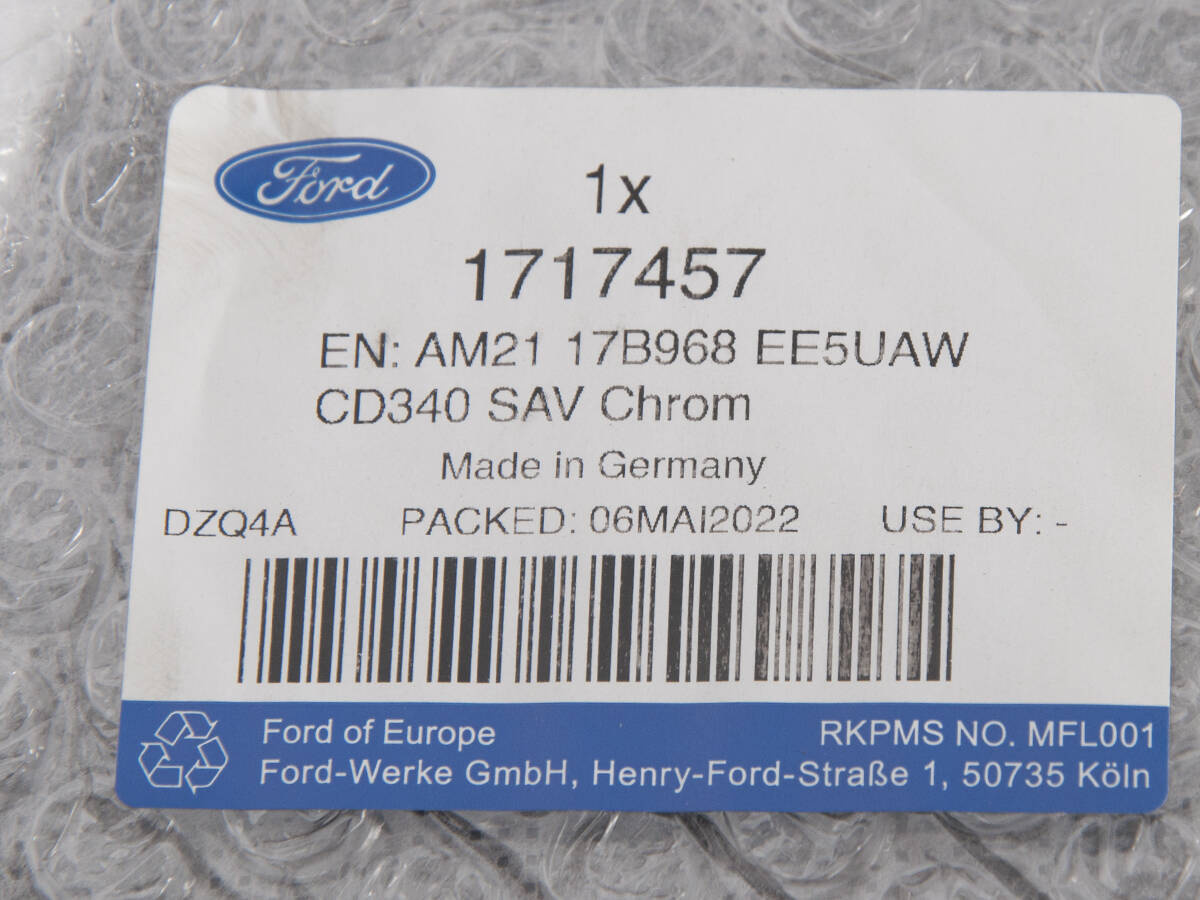 Ford
1x
1717457
EN: AM21 17B968 EE5UAW
CD340 SAV Chrom
Made in Germany
DZQ4A PACKED: 06MAI2022 USE BY: -
Ford of Europe RKPMS NO. MFL001
Ford-Werke GmbH, Henry-Ford-Straße 1, 50735 Köln